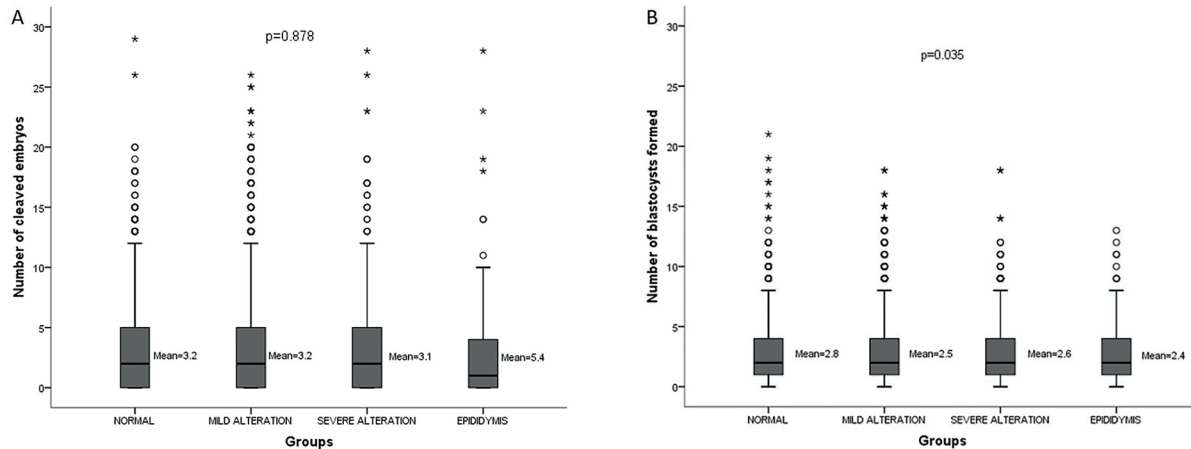 A
p=0.878
Number of cleaved embryos
30
25
20
15
10
5
0
Mean=3.2
Mean=3.2
Mean=3.1
Mean=5.4
NORMAL
MILD ALTERATION
SEVERE ALTERATION
EPIDIDYMIS
Groups
B
p=0.035
Number of blastocysts formed
30
25
20
15
10
5
0
Mean=2.8
Mean=2.5
Mean=2.6
Mean=2.4
NORMAL
MILD ALTERATION
SEVERE ALTERATION
EPIDIDYMIS
Groups